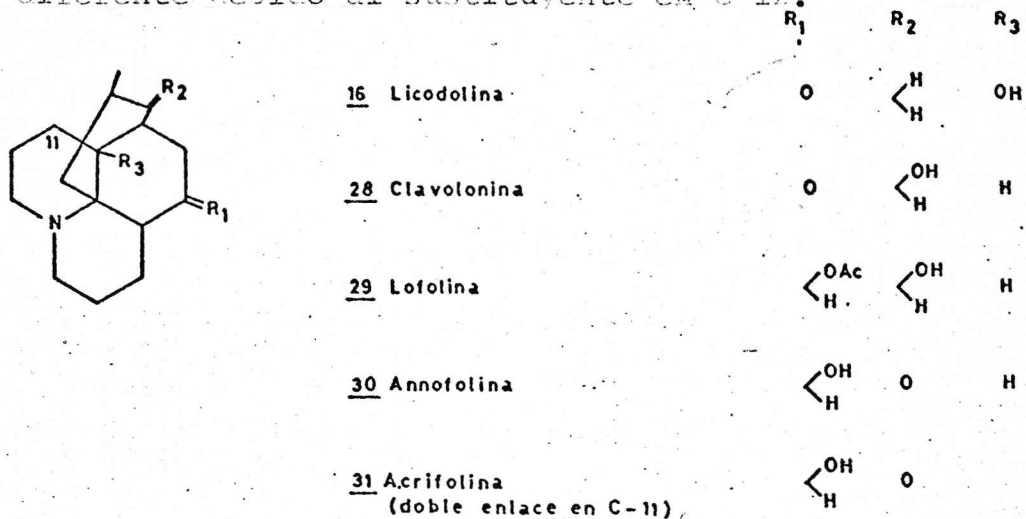 R1 R2 R3
R2
11
R3
R1
N
16 Licodolina O H H OH
28 Clavolonina O OH H H
29 Lofolina OAc H OH H H
30 Annofolina OH H O H
31 Acrifolina OH H O
(doble enlace en C-11)